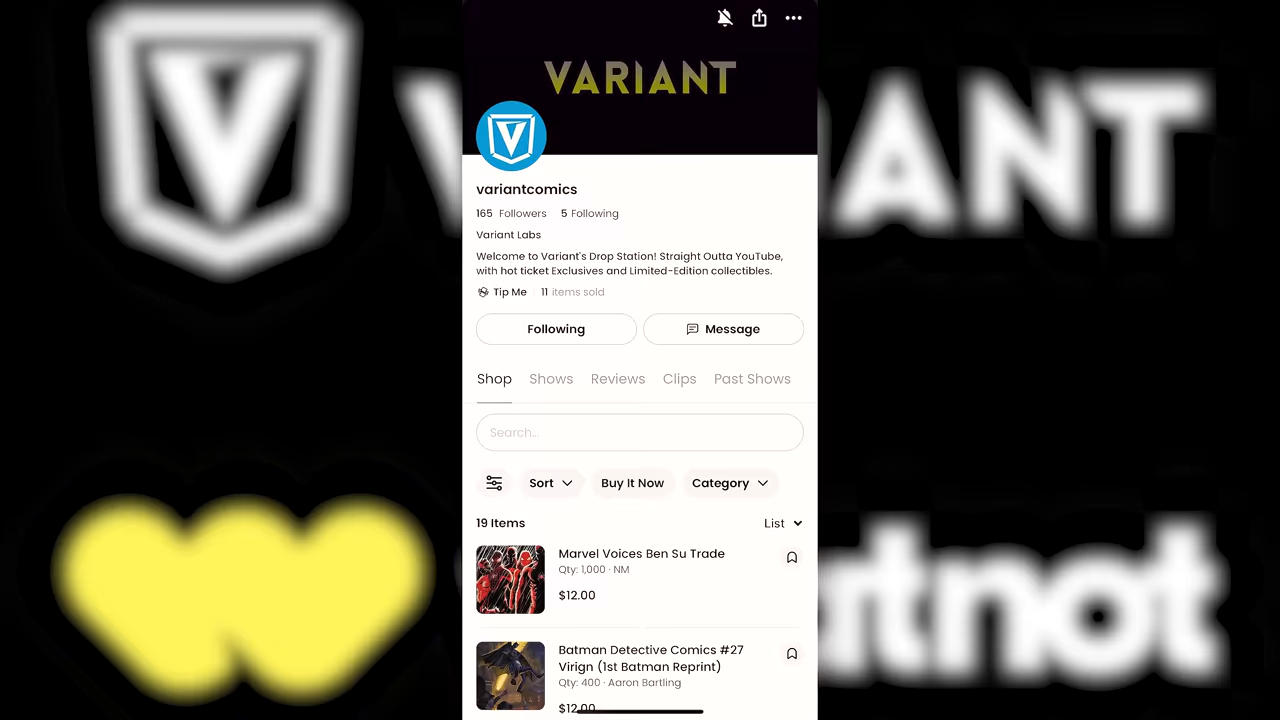 VARIANT
variantcomics
165 Followers 5 Following
Variant Labs
Welcome to Variant's Drop Station! Straight Outta YouTube,
with hot ticket Exclusives and Limited-Edition collectibles.
Tip Me 11 items sold
Following Message
Shop Shows Reviews Clips Past Shows
Search...
Sort Buy It Now Category
19 Items List
Marvel Voices Ben Su Trade
Qty: 1,000 · NM
$12.00
Batman Detective Comics #27
Virign (1st Batman Reprint)
Qty: 400 · Aaron Bartling
$12.00
V
ANT
tnot